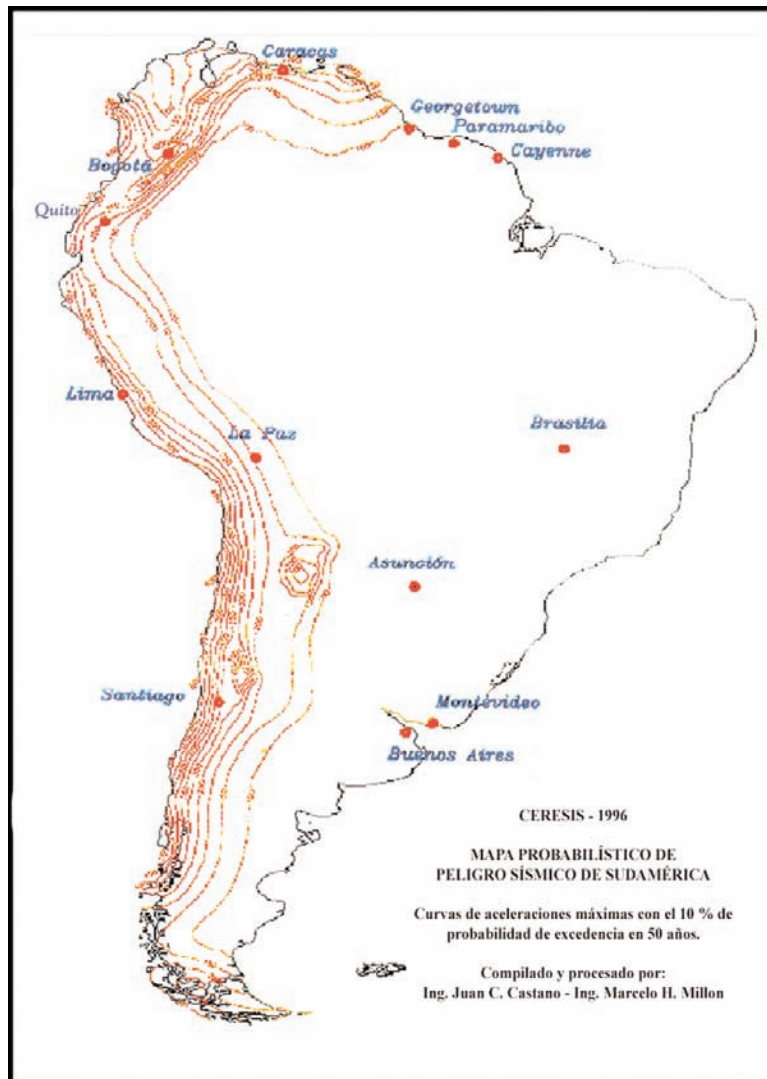 Caracas
Georgetown
Paramaribo
Cayenne
Bogotá
Quito
Lima
La Paz
Brasilia
Asunción
Santiago
Montevideo
Buenos Aires
CERESIS - 1996
MAPA PROBABILÍSTICO DE
PELIGRO SÍSMICO DE SUDAMÉRICA
Curvas de aceleraciones máximas con el 10 % de
probabilidad de excedencia en 50 años.
Compilado y procesado por:
Ing. Juan C. Castano - Ing. Marcelo H. Millon